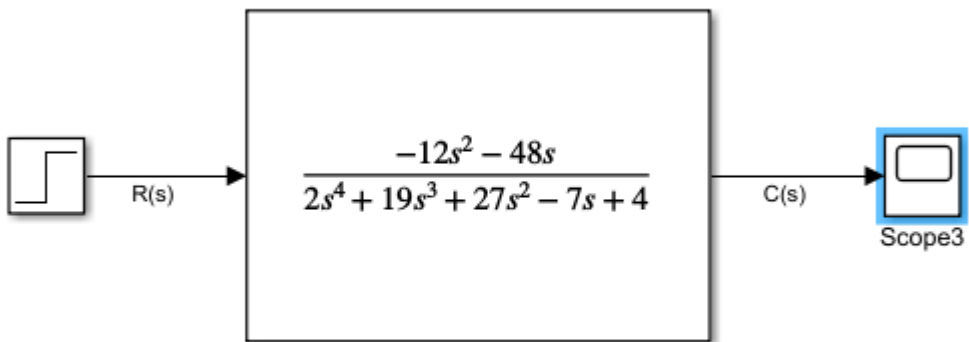 −12s² − 48s
2s⁴ + 19s³ + 27s² − 7s + 4
R(s)
C(s)
Scope3